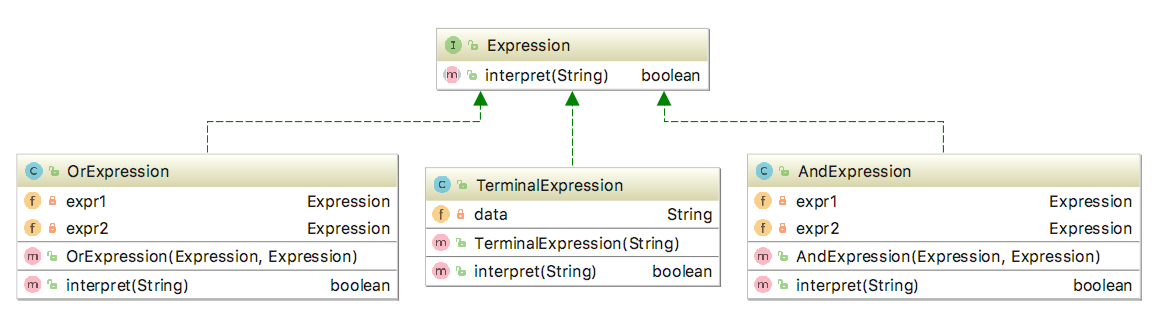 I Expression
m interpret(String) boolean
C OrExpression
f expr1 Expression
f expr2 Expression
m OrExpression(Expression, Expression)
m interpret(String) boolean
C TerminalExpression
f data String
m TerminalExpression(String)
m interpret(String) boolean
C AndExpression
f expr1 Expression
f expr2 Expression
m AndExpression(Expression, Expression)
m interpret(String) boolean